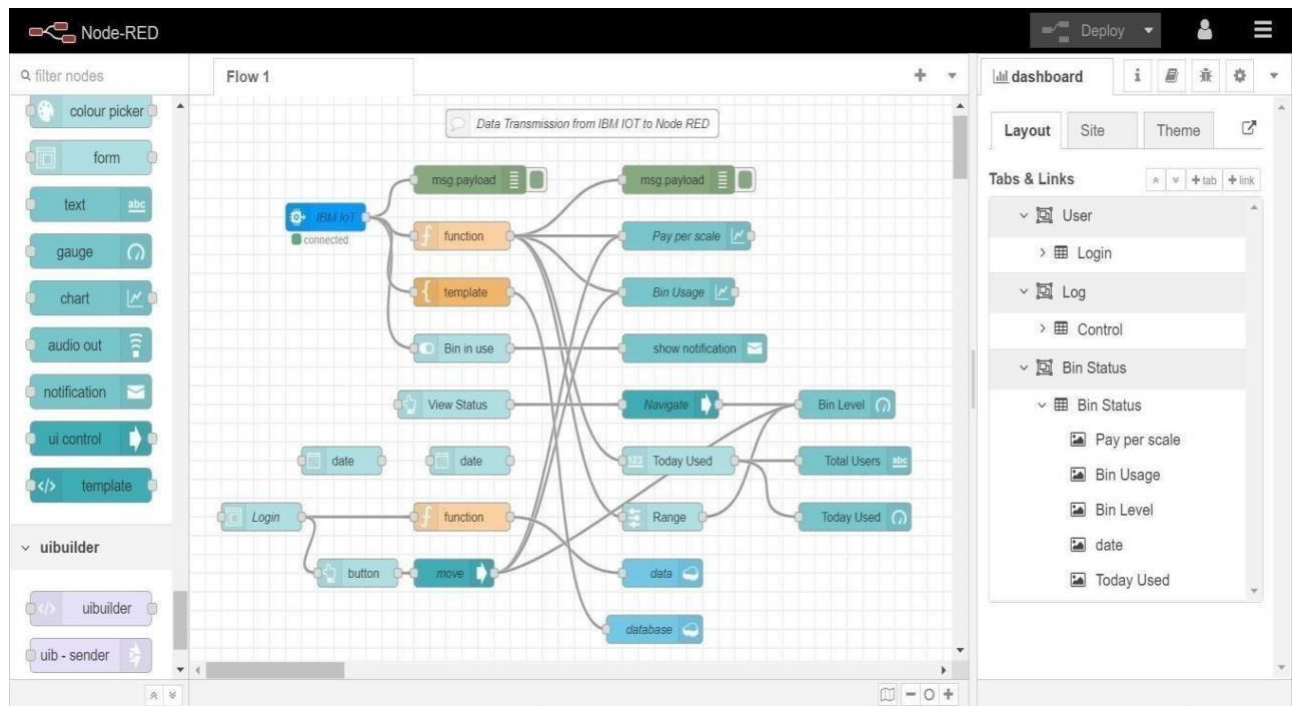 Node-RED
Deploy
filter nodes
colour picker
form
text
abc
gauge
chart
audio out
notification
ui control
template
uibuilder
uibuilder
uib - sender
Flow 1
Data Transmission from IBM IOT to Node RED
msg.payload
msg.payload
IBM IoT
connected
function
Pay per scale
template
Bin Usage
Bin in use
show notification
View Status
Navigate
Bin Level
date
date
123
Today Used
Total Users
abc
Login
function
Range
Today Used
button
move
data
database
dashboard
i
Layout
Site
Theme
Tabs & Links
+ tab
+ link
User
Login
Log
Control
Bin Status
Bin Status
Pay per scale
Bin Usage
Bin Level
date
Today Used